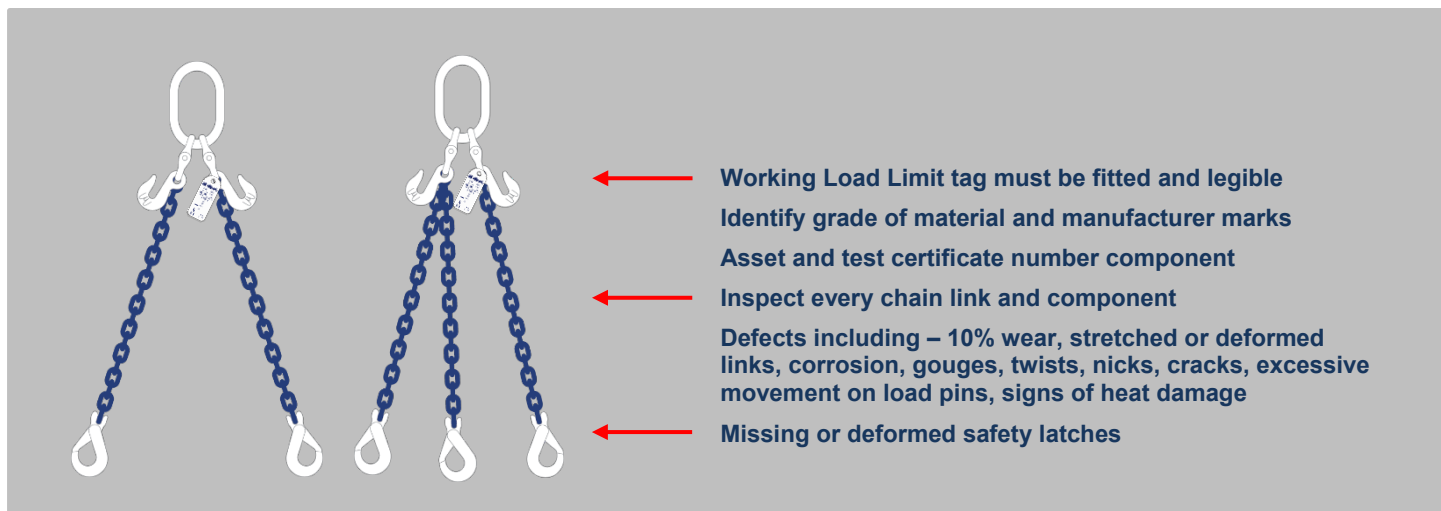 Working Load Limit tag must be fitted and legible
Identify grade of material and manufacturer marks
Asset and test certificate number component
Inspect every chain link and component
Defects including – 10% wear, stretched or deformed
links, corrosion, gouges, twists, nicks, cracks, excessive
movement on load pins, signs of heat damage
Missing or deformed safety latches